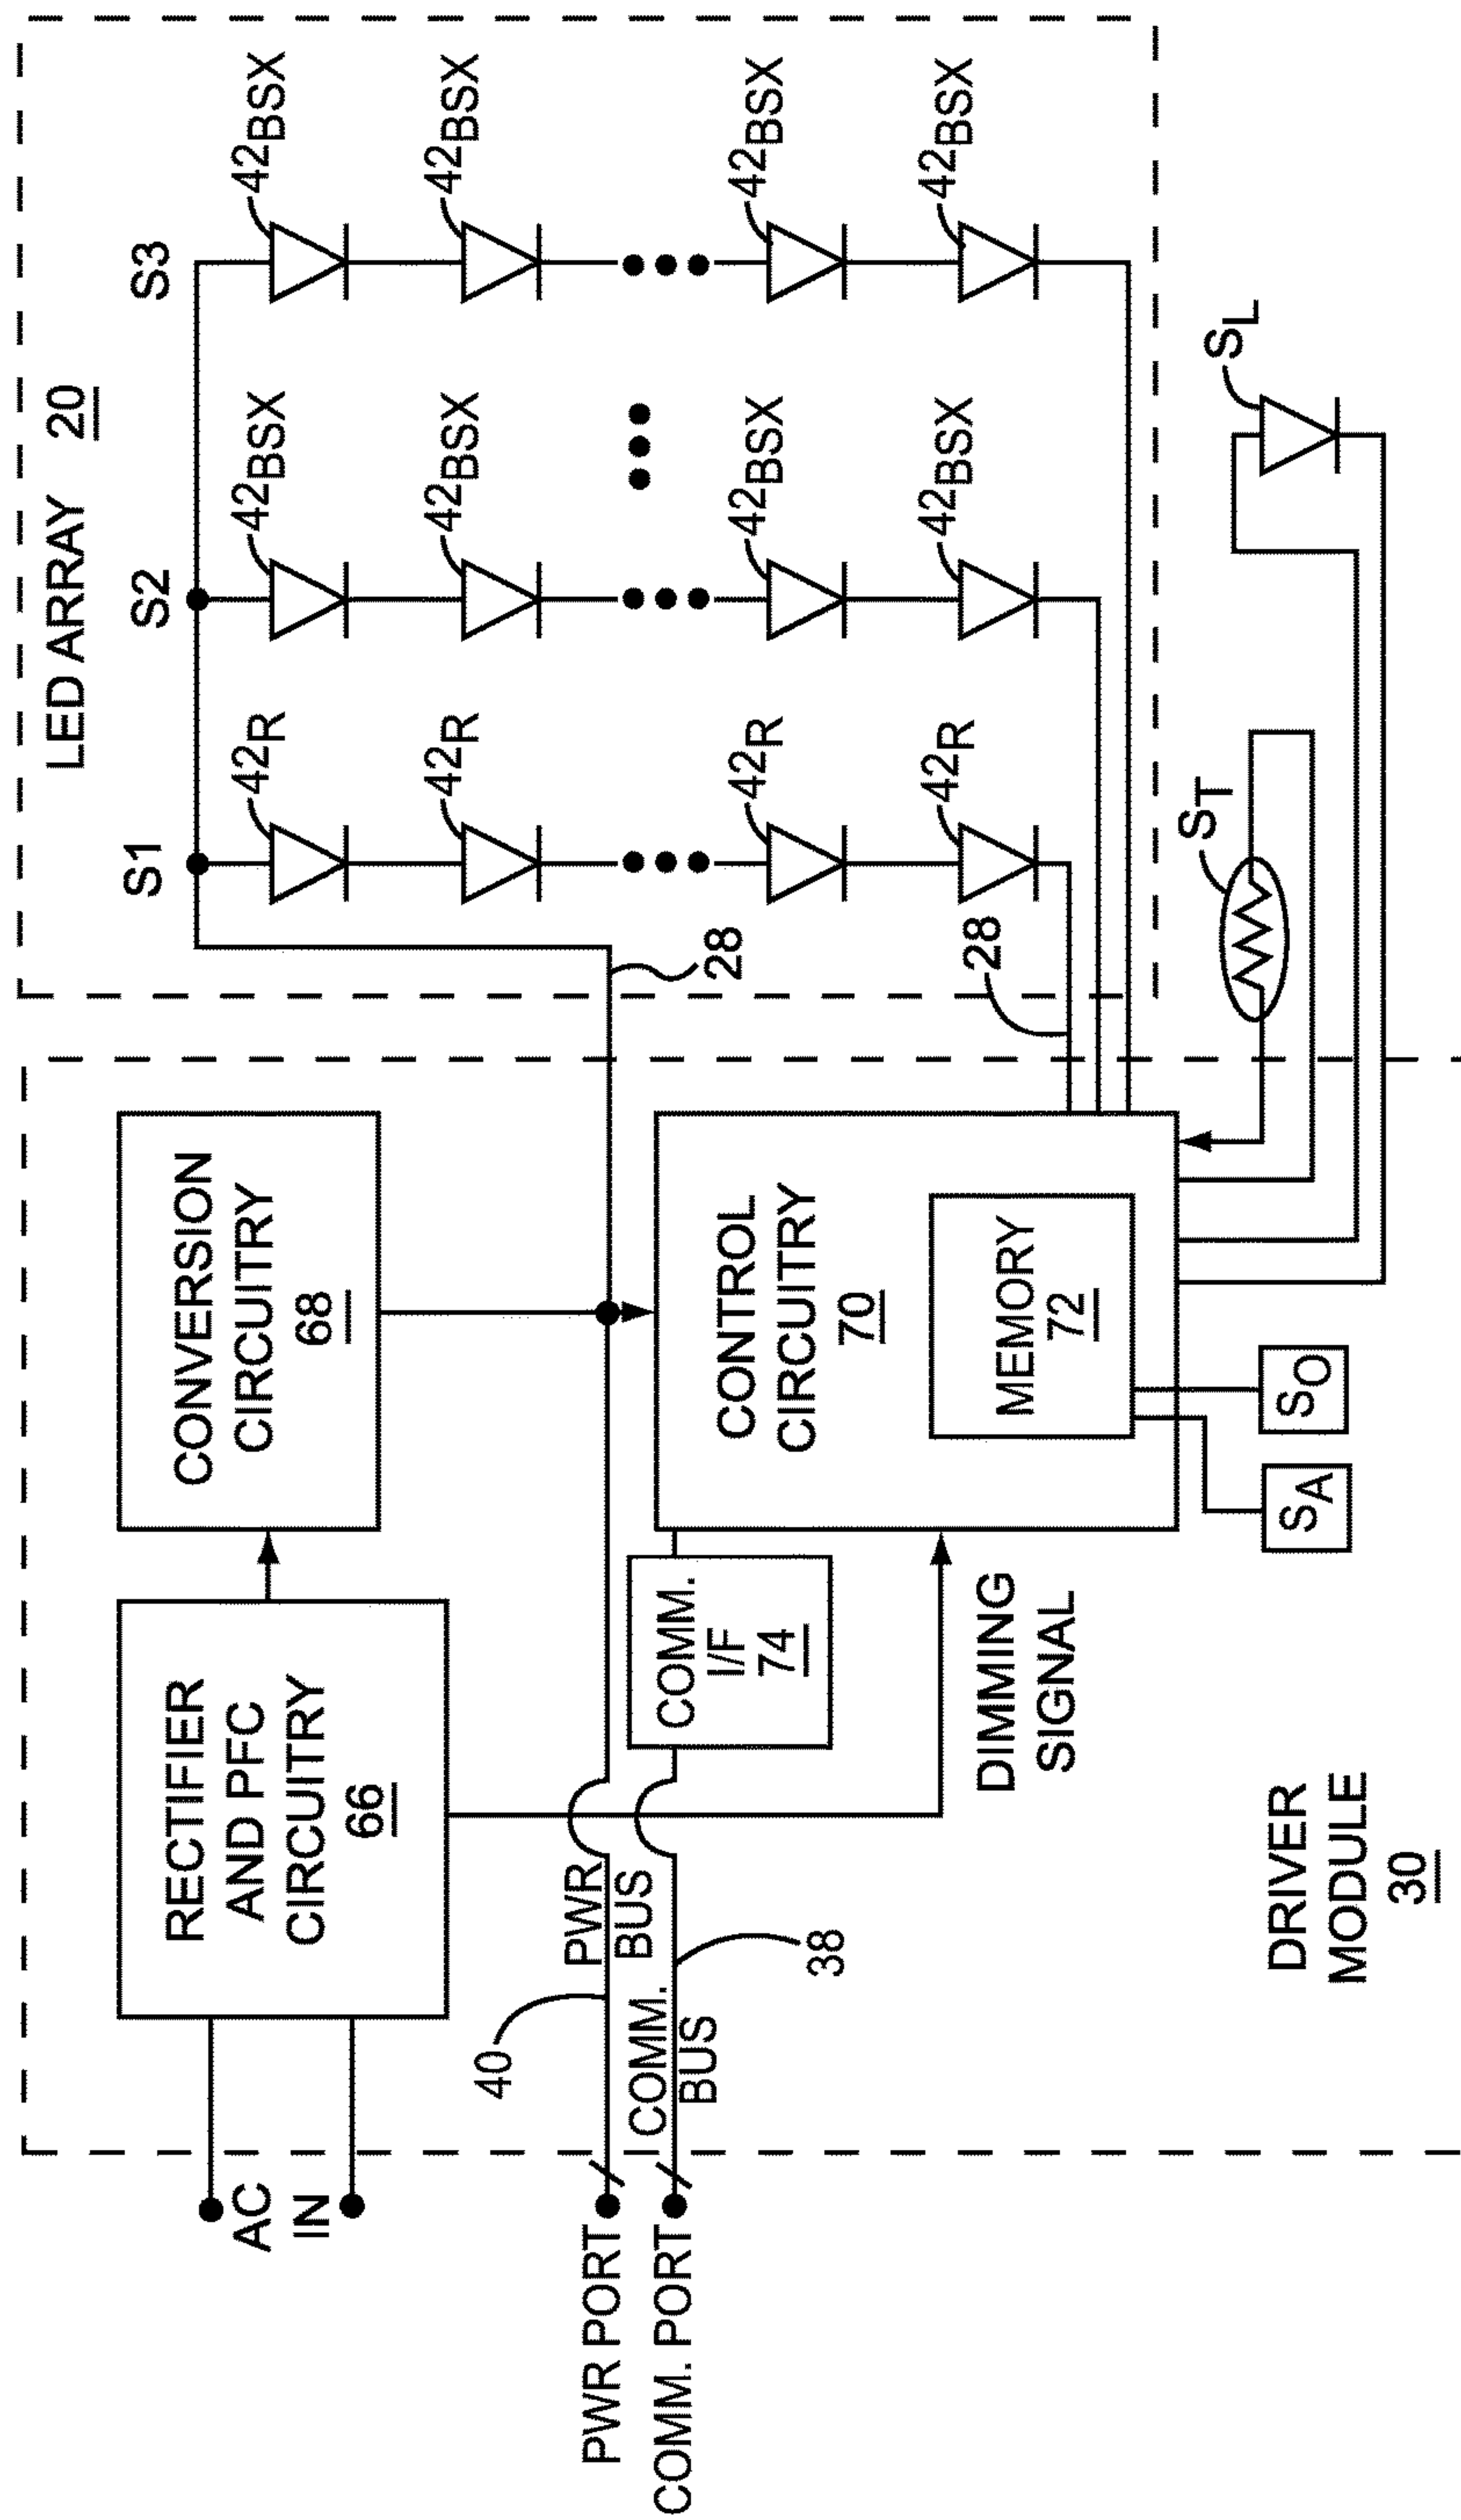 LED ARRAY 20
S1
S2
S3
42R
42BSX
42BSX
42R
42BSX
42BSX
42R
42BSX
42BSX
42R
42BSX
42BSX
28
28
ST
SL
AC
IN
RECTIFIER
AND PFC
CIRCUITRY
66
CONVERSION
CIRCUITRY
68
40
PWR PORT
PWR
BUS
COMM. PORT
COMM.
BUS
38
COMM.
I/F
74
CONTROL
CIRCUITRY
70
MEMORY
72
DIMMING
SIGNAL
SA
SO
DRIVER
MODULE
30